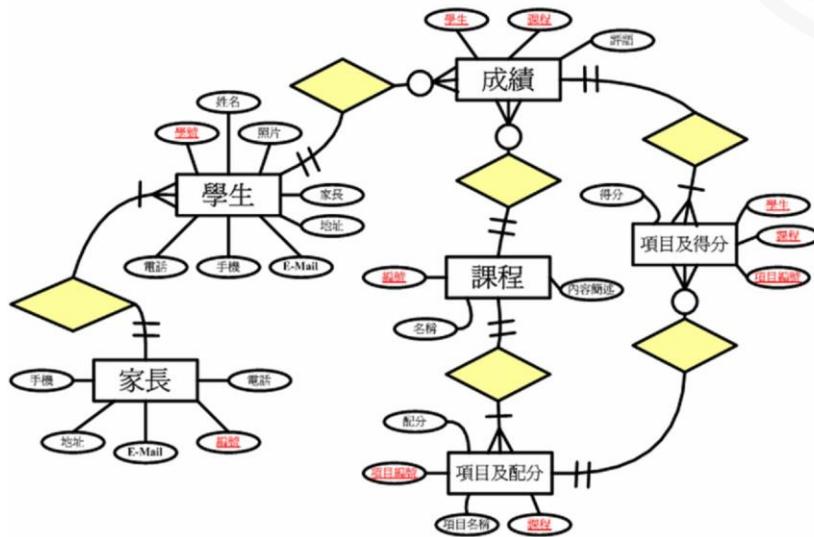 學生
課程
評語
成績
姓名
學號
照片
學生
家長
地址
電話
手機
E-Mail
得分
學生
課程
項目編號
項目及得分
編號
課程
內容簡述
名稱
家長
手機
電話
地址
E-Mail
編號
配分
項目編號
項目及配分
項目名稱
課程